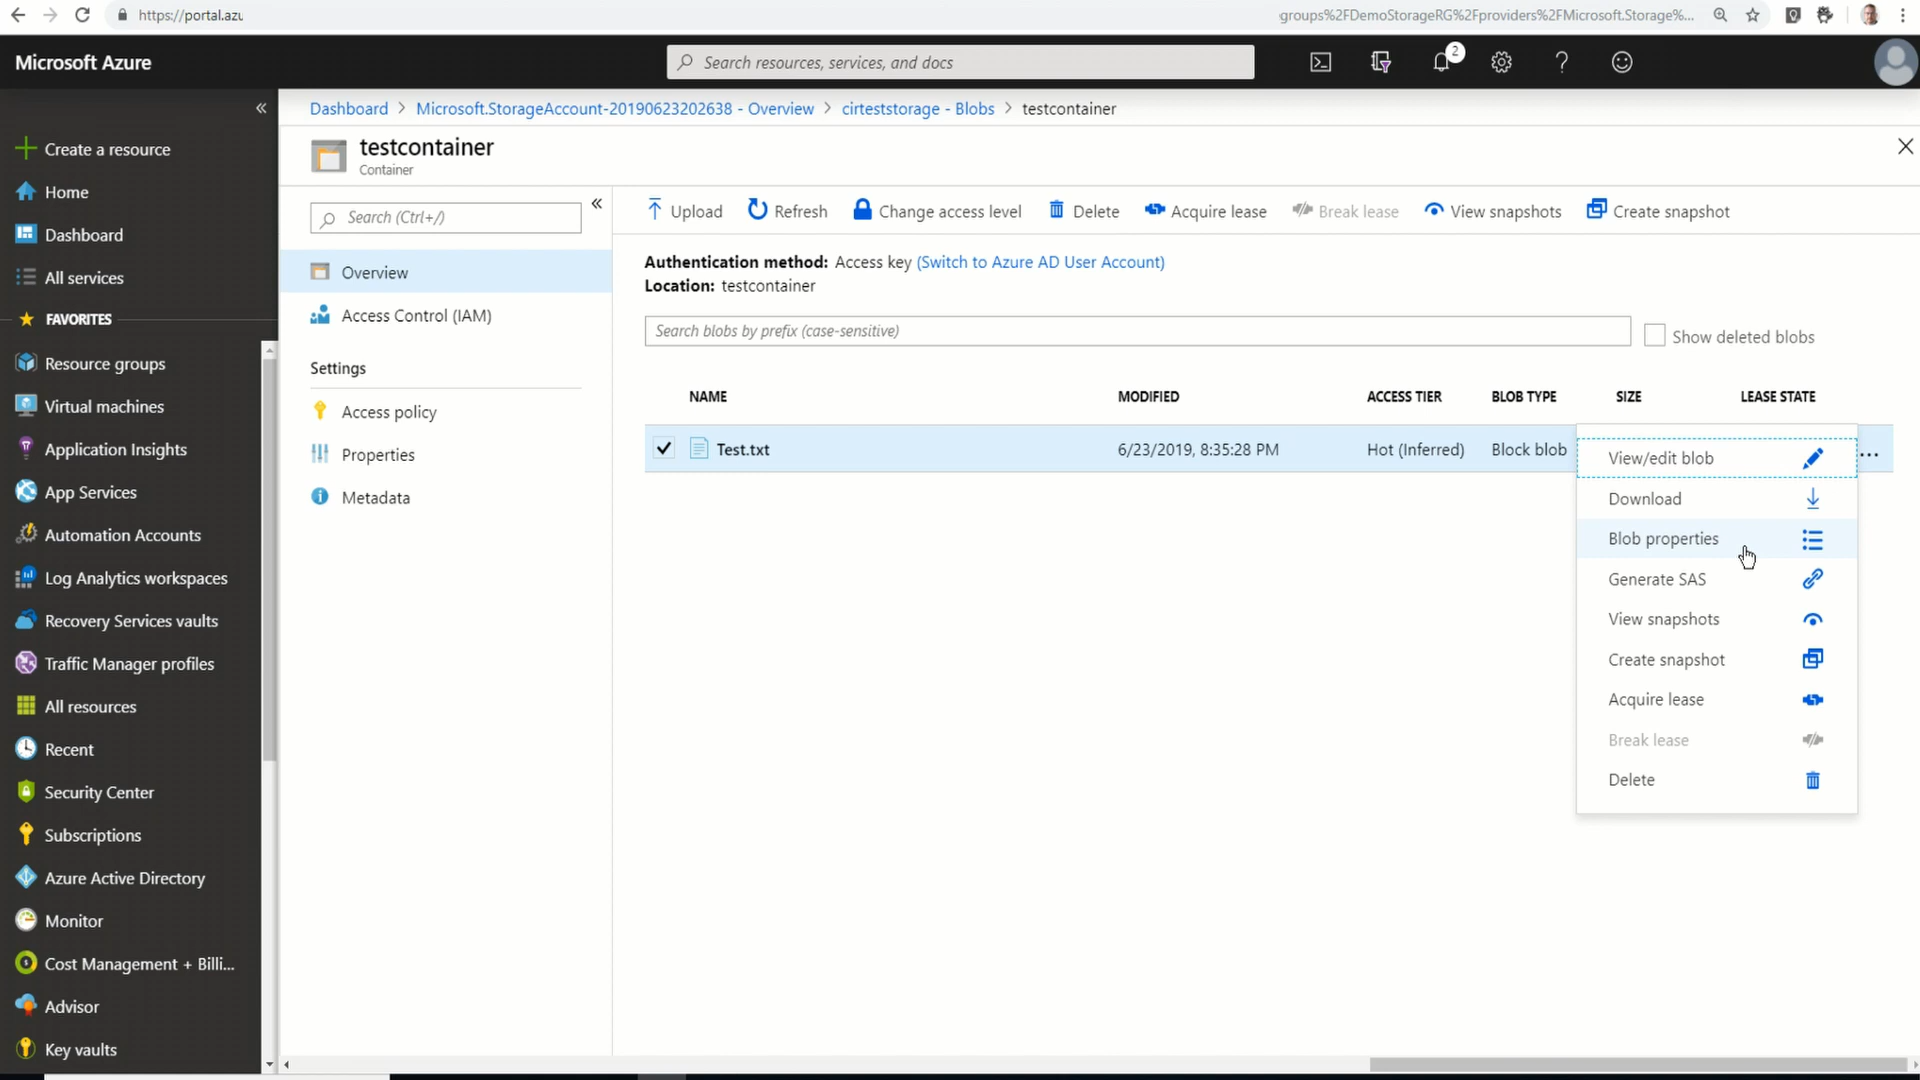 https://portal.azu
groups%2FDemoStorageRG%2Fproviders%2FMicrosoft.Storage%...
Microsoft Azure
Search resources, services, and docs
2
Dashboard > Microsoft.StorageAccount-20190623202638 - Overview > cirteststorage - Blobs > testcontainer
testcontainer
Container
Create a resource
Home
Dashboard
All services
FAVORITES
Resource groups
Virtual machines
Application Insights
App Services
Automation Accounts
Log Analytics workspaces
Recovery Services vaults
Traffic Manager profiles
All resources
Recent
Security Center
Subscriptions
Azure Active Directory
Monitor
Cost Management + Billi...
Advisor
Key vaults
Search (Ctrl+/)
Overview
Access Control (IAM)
Settings
Access policy
Properties
Metadata
Upload Refresh Change access level Delete Acquire lease Break lease View snapshots Create snapshot
Authentication method: Access key (Switch to Azure AD User Account)
Location: testcontainer
Search blobs by prefix (case-sensitive)
Show deleted blobs
NAME MODIFIED ACCESS TIER BLOB TYPE SIZE LEASE STATE
Test.txt 6/23/2019, 8:35:28 PM Hot (Inferred) Block blob ...
View/edit blob
Download
Blob properties
Generate SAS
View snapshots
Create snapshot
Acquire lease
Break lease
Delete